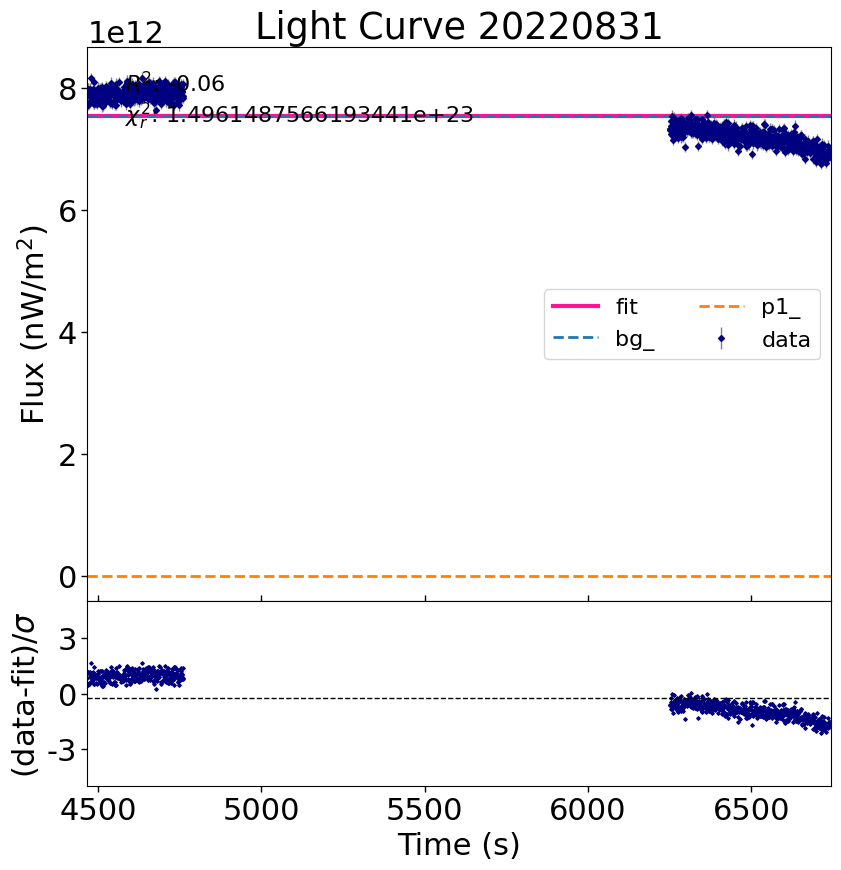 Light Curve 20220831
1e12
R². 0.06
χ²ᵣ: 1.4961487566193441e+23
8
6
4
2
0
Flux (nW/m²)
fit
bg_
p1_
data
(data-fit)/σ
3
0
-3
4500 5000 5500 6000 6500
Time (s)